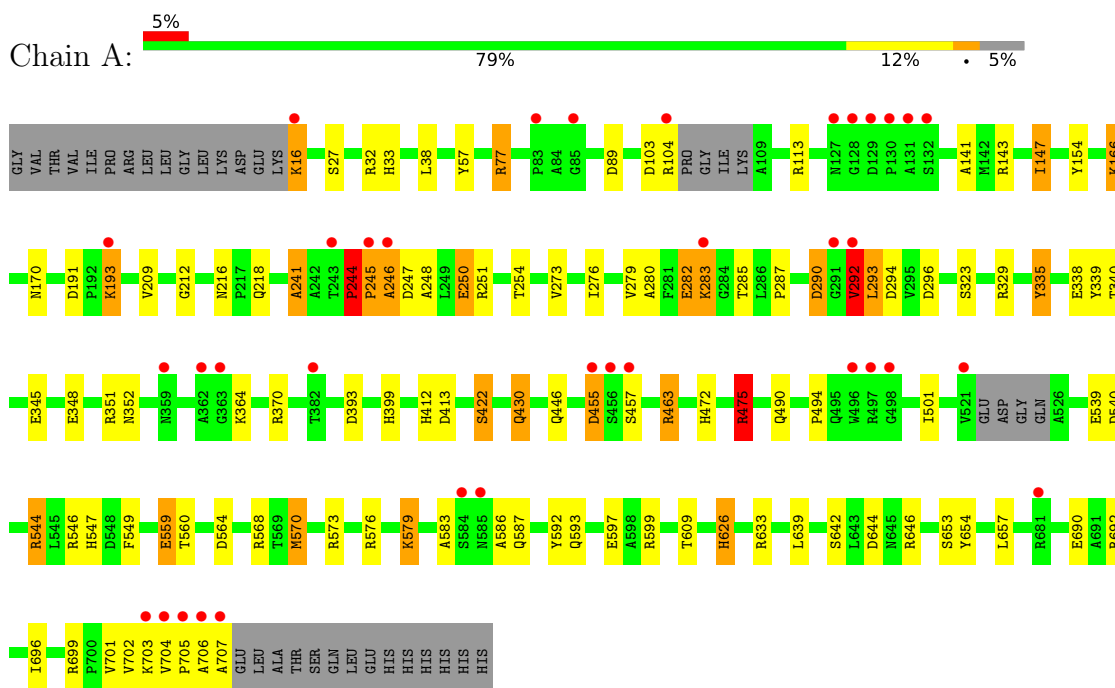 5%
Chain A:
79% 12% • 5%
GLY VAL THR VAL ILE PRO ARG LEU LEU GLY LEU LYS ASP GLU LYS K16 S27 R32 H33 L38 Y57 R77 P83 A84 G85 D89 D103 R104 PRO GLY ILE LYS A109 R113 N127 G128 D129 P130 A131 S132 A141 M142 R143 I147 Y154 K166
N170 D191 P192 K193 V209 G212 N216 P217 Q218 A241 A242 T243 P244 P245 A246 D247 A248 L249 E250 R251 T254 V273 I276 V279 A280 F281 E282 K283 G284 T285 L286 P287 D290 G291 V292 L293 D294 V295 D296 S323 R329 Y335 E338 Y339 T340
E345 E348 R351 N352 N359 A362 G363 K364 R370 T382 D393 H399 H412 D413 S422 Q430 Q446 D455 S456 S457 R463 H472 R475 Q490 P494 Q495 W496 R497 G498 I501 V521 GLU ASP GLY GLN A526 E539
R544 L545 R546 H547 D548 F549 E559 T560 D564 R568 T569 M570 R573 R576 K579 A583 S584 N585 A586 Q587 Y592 Q593 E597 A598 R599 T609 H626 R633 L639 S642 L643 D644 N645 R646 S653 Y654 L657 R681 E690 A691
I696 R699 P700 V701 V702 K703 V704 P705 A706 A707 GLU LEU ALA THR SER GLN LEU GLU HIS HIS HIS HIS HIS HIS